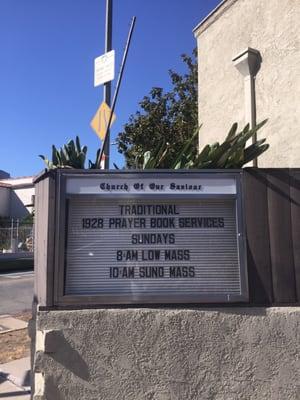 Church Of Our Saviour
TRADITIONAL
1928 PRAYER BOOK SERVICES
SUNDAYS
8 AM LOW MASS
10 AM SUNG MASS